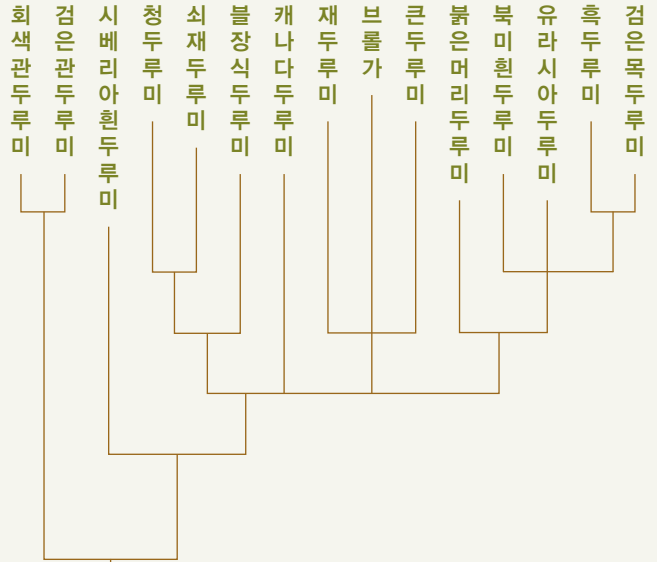 회색관두루미
검은관두루미
시베리아흰두루미
청두루미
쇠재두루미
블장식두루미
캐나다두루미
재두루미
브롤가
큰두루미
붉은머리두루미
북미흰두루미
유라시아두루미
흑두루미
검은목두루미